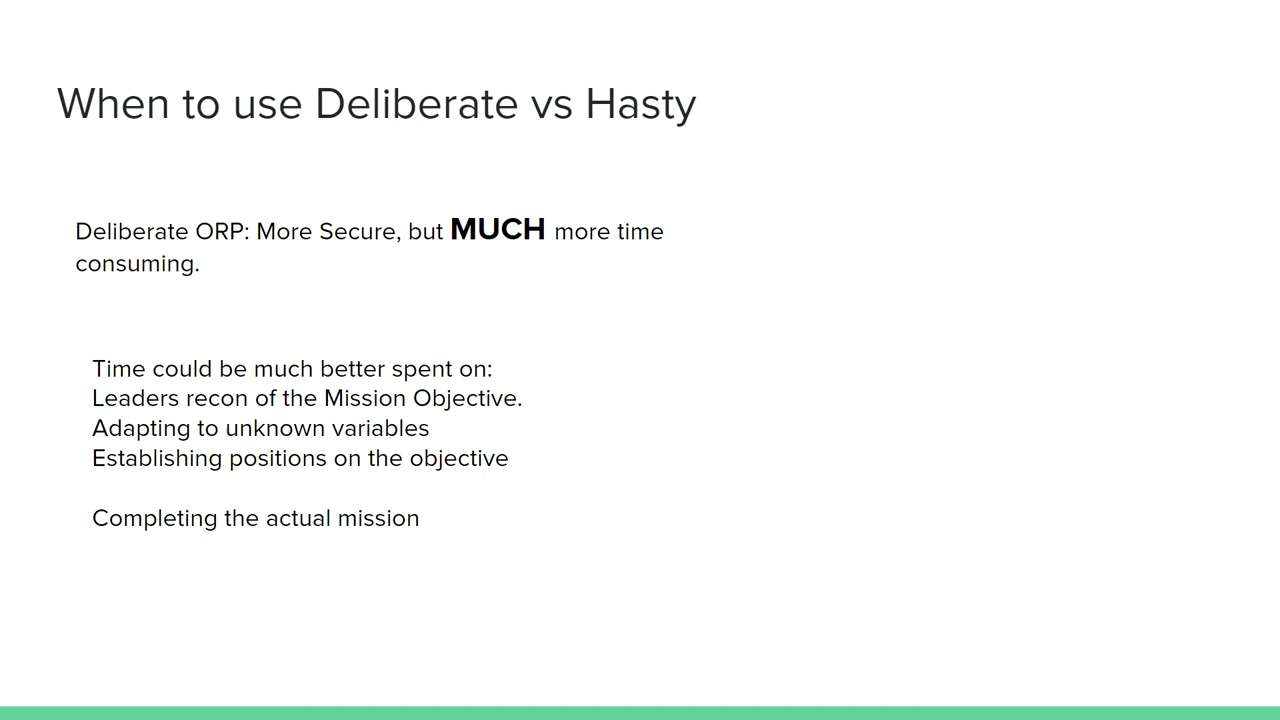 When to use Deliberate vs Hasty
Deliberate ORP: More Secure, but MUCH more time
consuming.
Time could be much better spent on:
Leaders recon of the Mission Objective.
Adapting to unknown variables
Establishing positions on the objective
Completing the actual mission